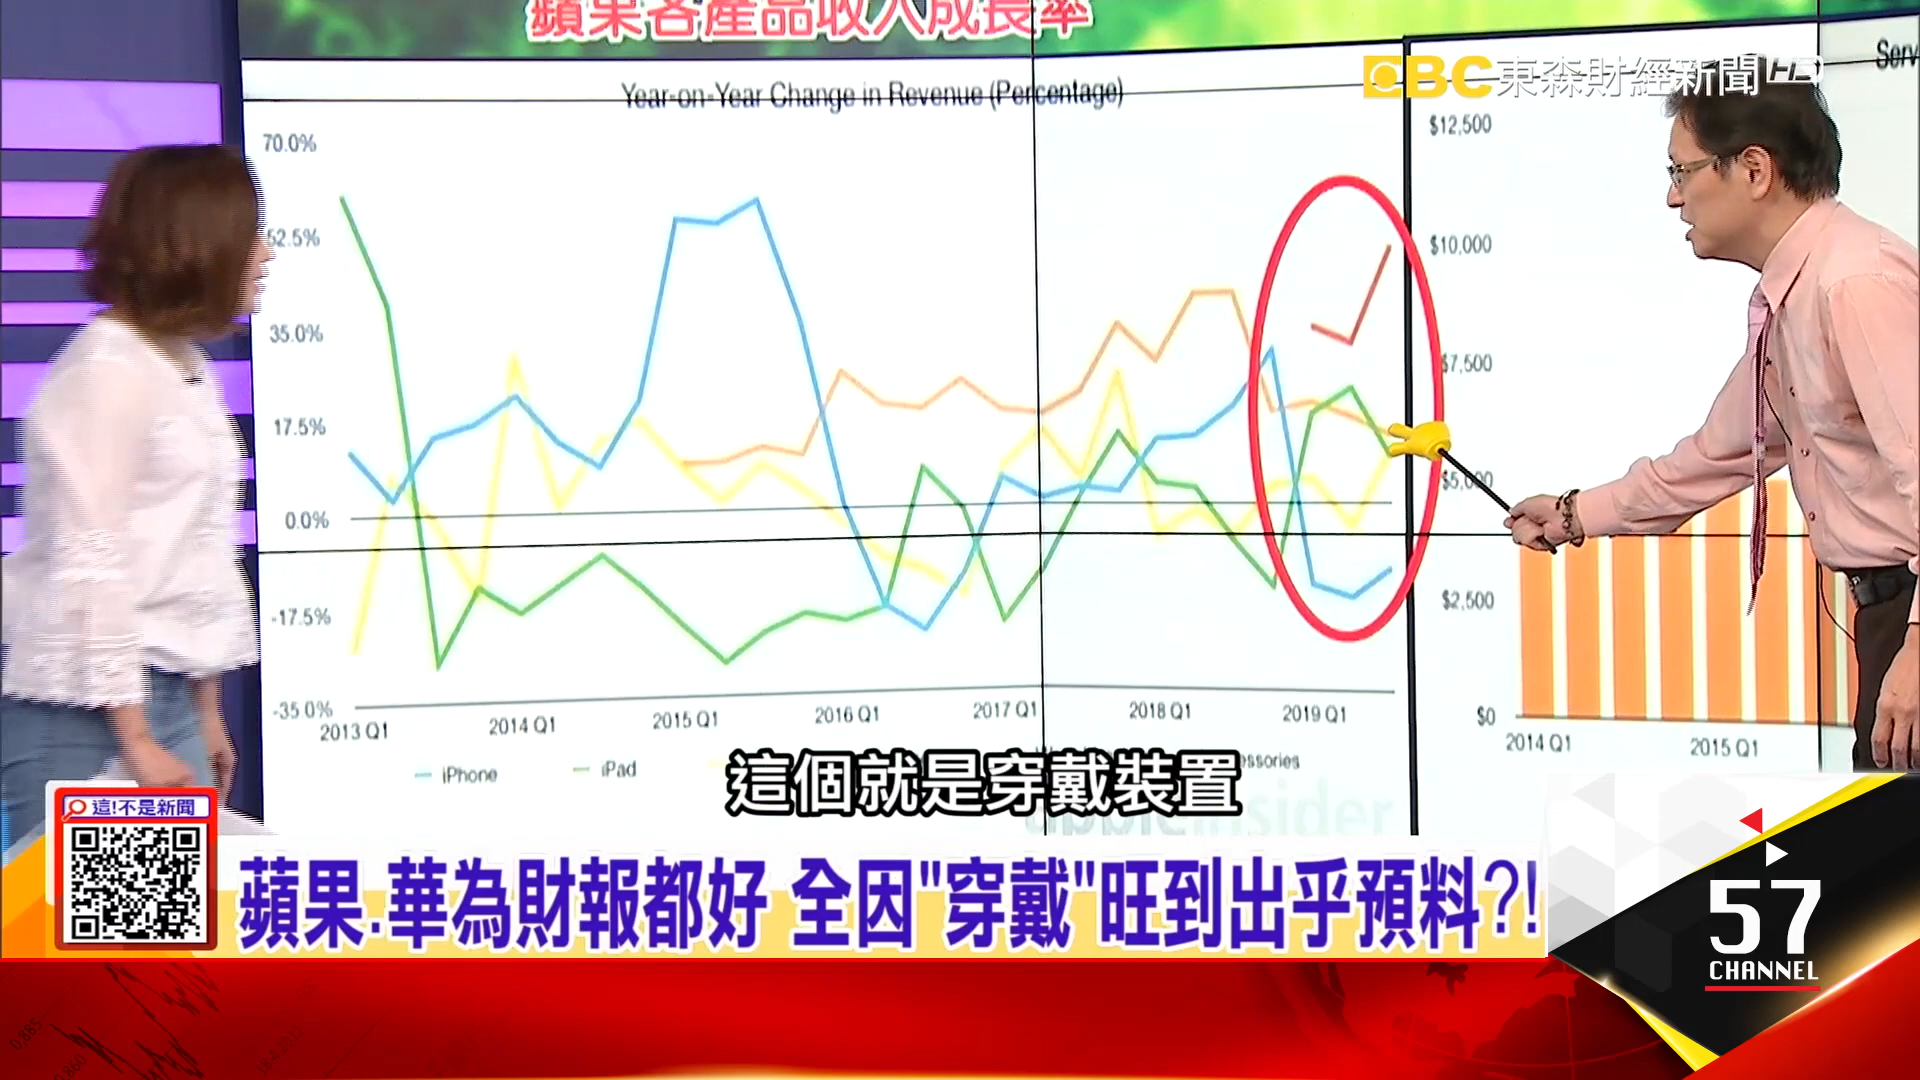 蘋果各產品收入成長率
EBC 東森財經新聞 HD
Year-on-Year Change in Revenue (Percentage)
70.0%
52.5%
35.0%
17.5%
0.0%
-17.5%
-35.0%
2013 Q1
2014 Q1
2015 Q1
2016 Q1
2017 Q1
2018 Q1
2019 Q1
iPhone
iPad
$12,500
$10,000
$7,500
$5,000
$2,500
$0
2014 Q1
2015 Q1
這個就是穿戴裝置
這!不是新聞
蘋果.華為財報都好 全因"穿戴"旺到出乎預料?!
57
CHANNEL